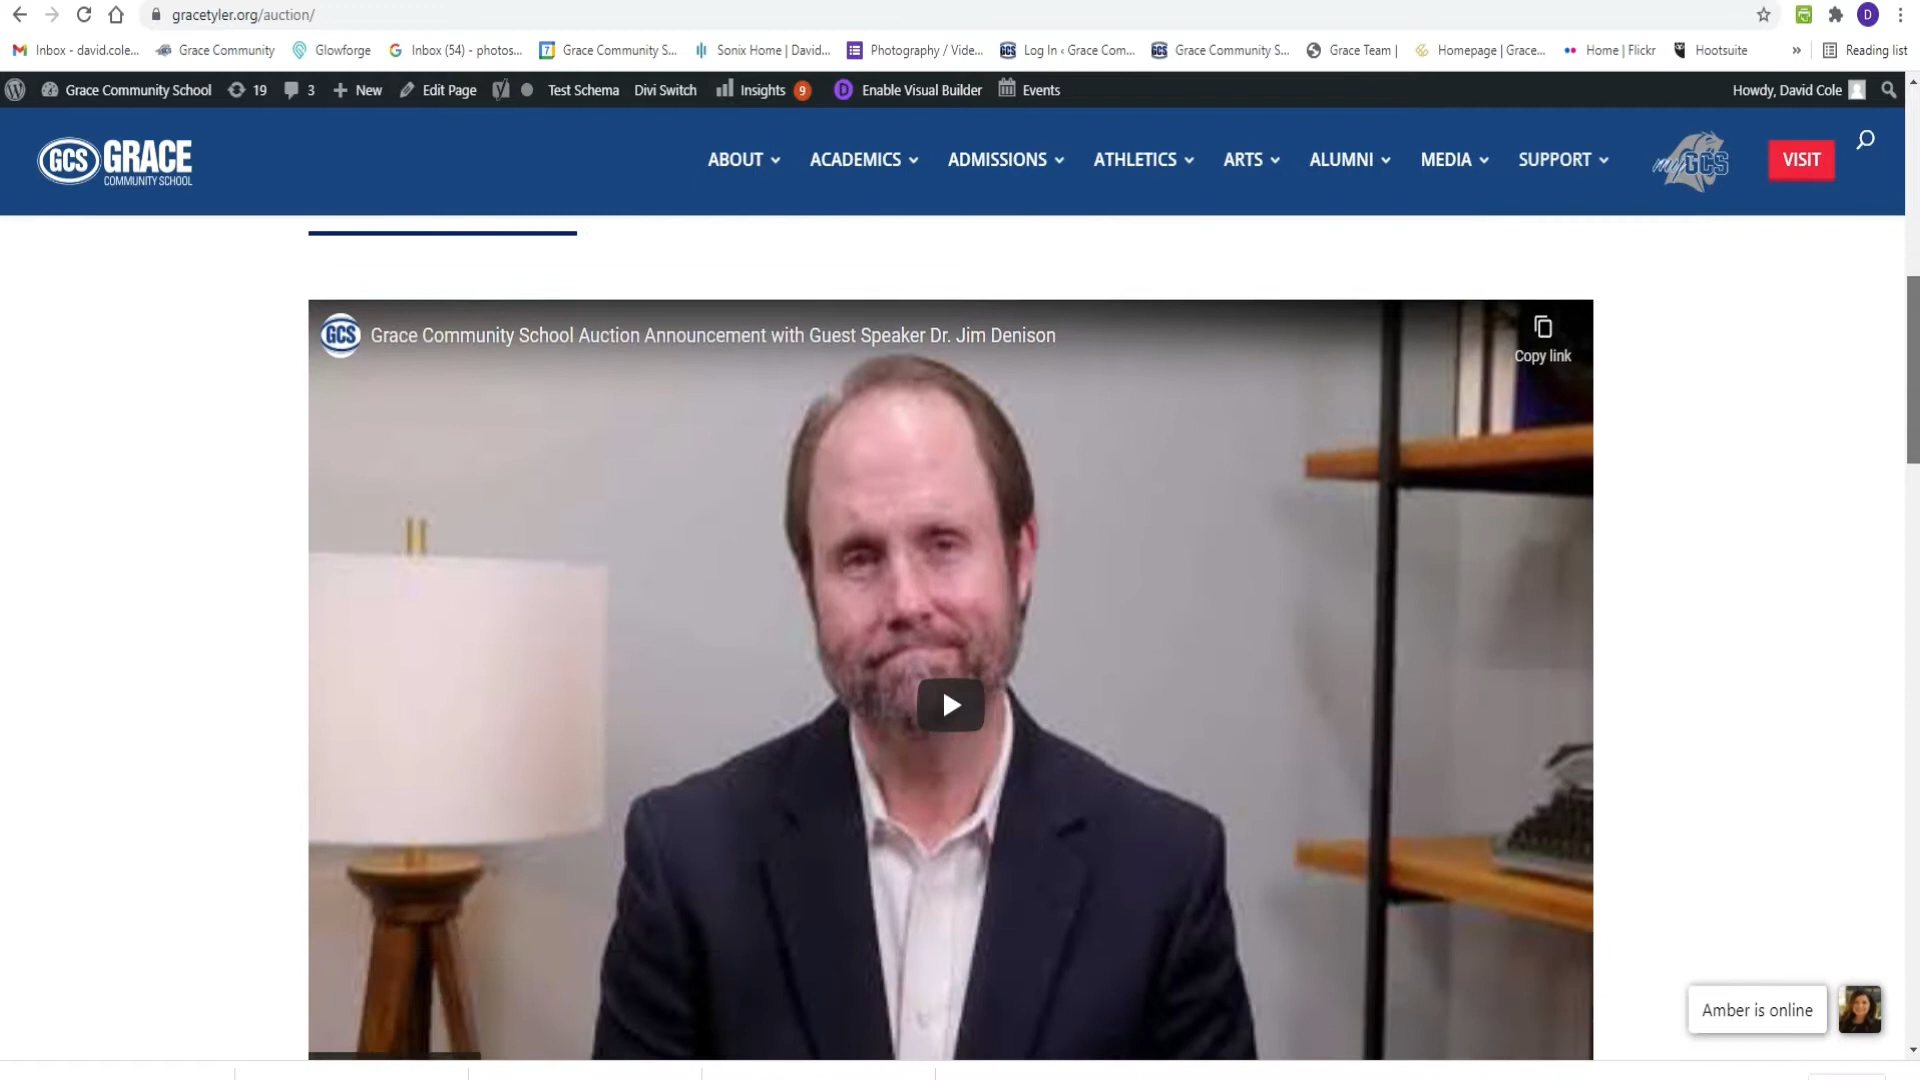 gracetyler.org/auction/
Inbox - david.cole... Grace Community Glowforge Inbox (54) - photos... Grace Community S... Sonix Home | David... Photography / Vide... Log In ‹ Grace Com... Grace Community S... Grace Team | Homepage | Grace... Home | Flickr Hootsuite » Reading list
Grace Community School 19 3 New Edit Page Test Schema Divi Switch Insights 9 Enable Visual Builder Events Howdy, David Cole
GCS GRACE
COMMUNITY SCHOOL
ABOUT ACADEMICS ADMISSIONS ATHLETICS ARTS ALUMNI MEDIA SUPPORT myGCS VISIT
GCS Grace Community School Auction Announcement with Guest Speaker Dr. Jim Denison
Copy link
Amber is online